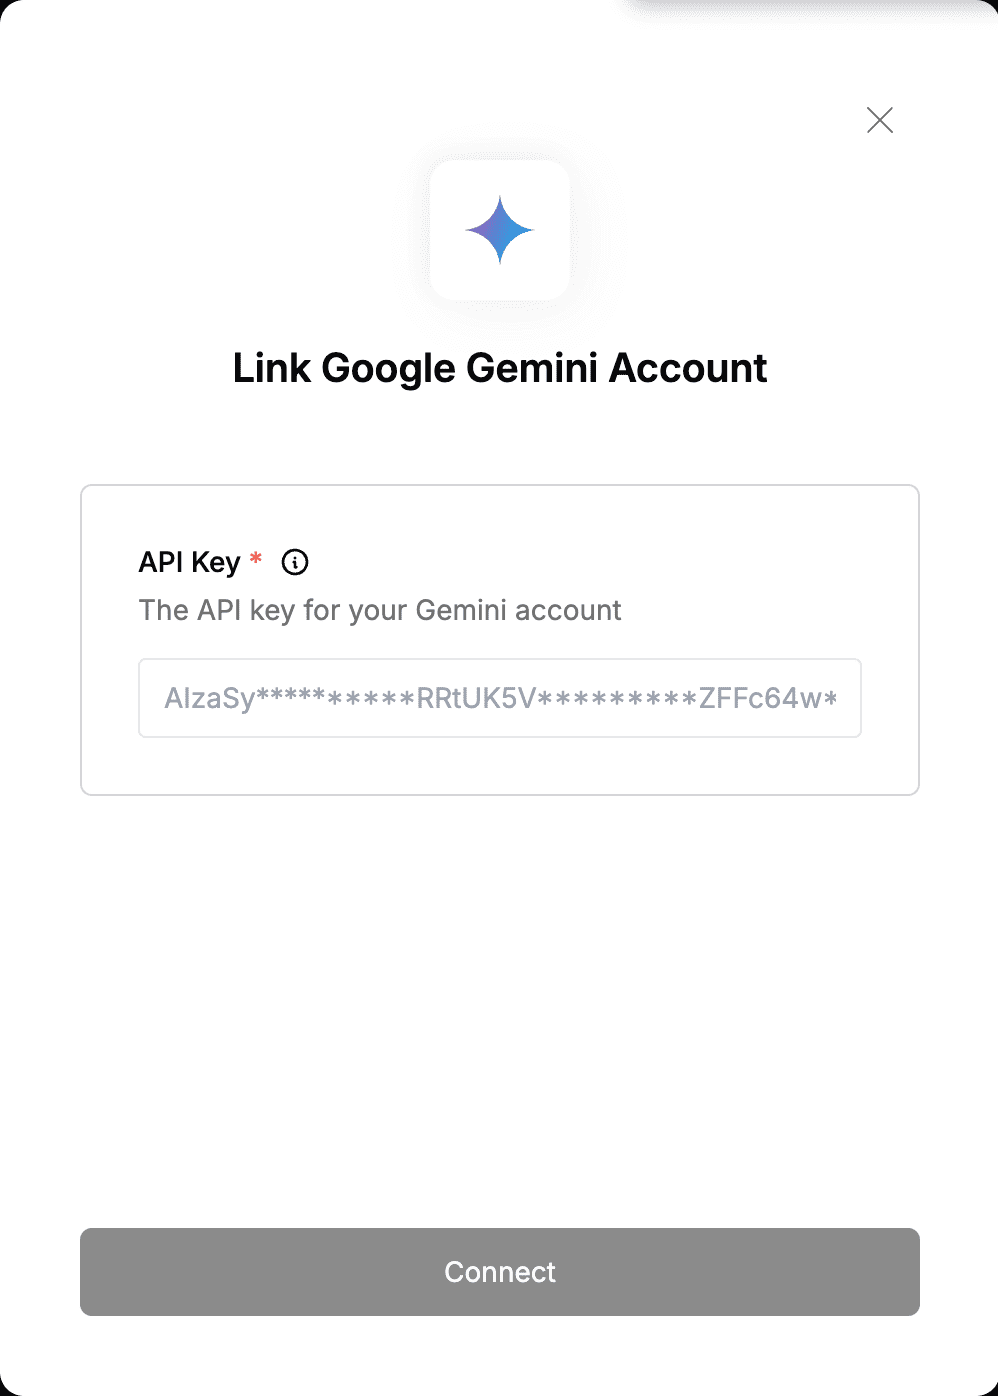 Link Google Gemini Account
API Key *
The API key for your Gemini account
AIzaSy**********RRtUK5V*********ZFFc64w*
Connect